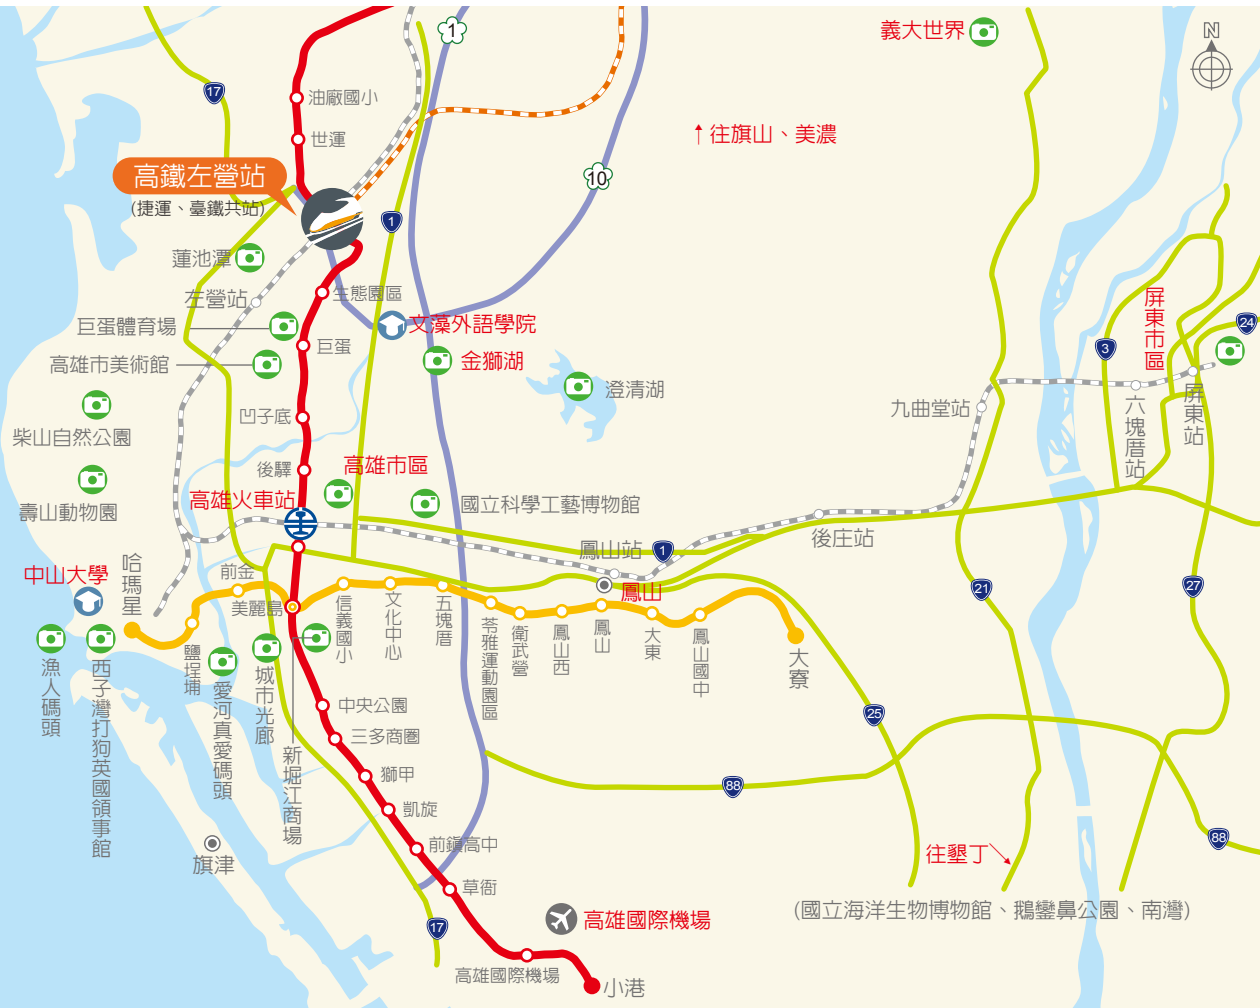 義大世界
N
1
17
油廠國小
世運
↑往旗山、美濃
高鐵左營站
(捷運、臺鐵共站)
10
1
蓮池潭
生態園區
左營站
屏東市區
巨蛋體育場
文藻外語學院
24
巨蛋
3
高雄市美術館
金獅湖
澄清湖
屏東站
六塊厝站
九曲堂站
凹子底
柴山自然公園
後驛
高雄市區
高雄火車站
國立科學工藝博物館
壽山動物園
後庄站
鳳山站
1
哈瑪星
中山大學
前金
鳳山
21
27
美麗島
信義國小
文化中心
五塊厝
苓雅運動園區
衛武營
鳳山西
鳳山
大東
鳳山國中
大寮
鹽埕埔
漁人碼頭
西子灣打狗英國領事館
愛河真愛碼頭
城市光廊
新堀江商場
中央公園
25
三多商圈
獅甲
88
凱旋
前鎮高中
88
旗津
往墾丁
草衙
(國立海洋生物博物館、鵝鑾鼻公園、南灣)
17
高雄國際機場
高雄國際機場
小港